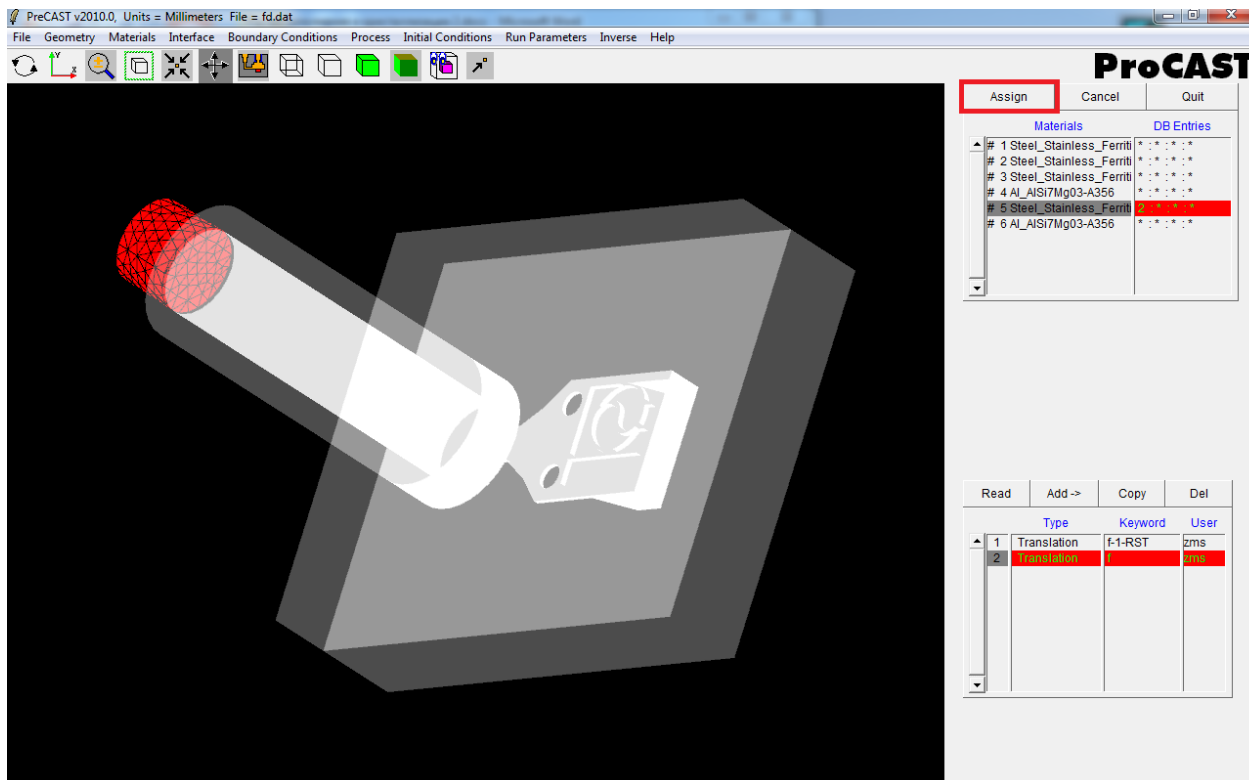 PreCAST v2010.0, Units = Millimeters File = fd.dat
File Geometry Materials Interface Boundary Conditions Process Initial Conditions Run Parameters Inverse Help
ProCAST
Assign Cancel Quit
Materials DB Entries
# 1 Steel_Stainless_Ferriti * : * : * : *
# 2 Steel_Stainless_Ferriti * : * : * : *
# 3 Steel_Stainless_Ferriti * : * : * : *
# 4 Al_AlSi7Mg03-A356 * : * : * : *
# 5 Steel_Stainless_Ferriti 2 : * : * : *
# 6 Al_AlSi7Mg03-A356 * : * : * : *
Read Add -> Copy Del
Type Keyword User
1 Translation f-1-RST zms
2 Translation f zms